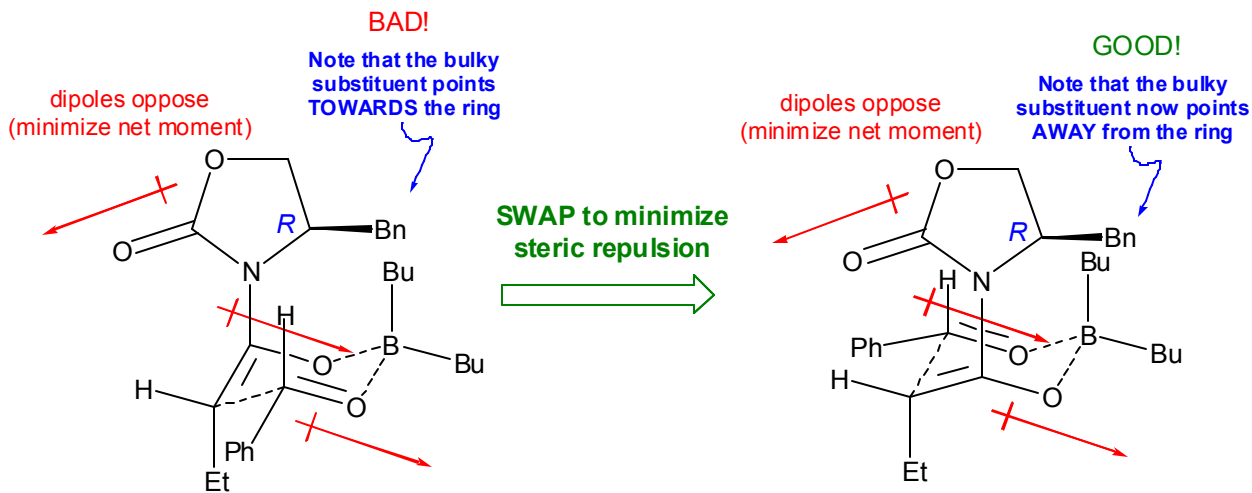 BAD!
Note that the bulky
substituent points
TOWARDS the ring
dipoles oppose
(minimize net moment)
O
R
Bn
O
N
Bu
H
B
O
Bu
H
O
Ph
Et
SWAP to minimize
steric repulsion
GOOD!
Note that the bulky
substituent now points
AWAY from the ring
dipoles oppose
(minimize net moment)
O
R
Bn
O
N
H
Bu
B
Ph
O
Bu
H
O
Et